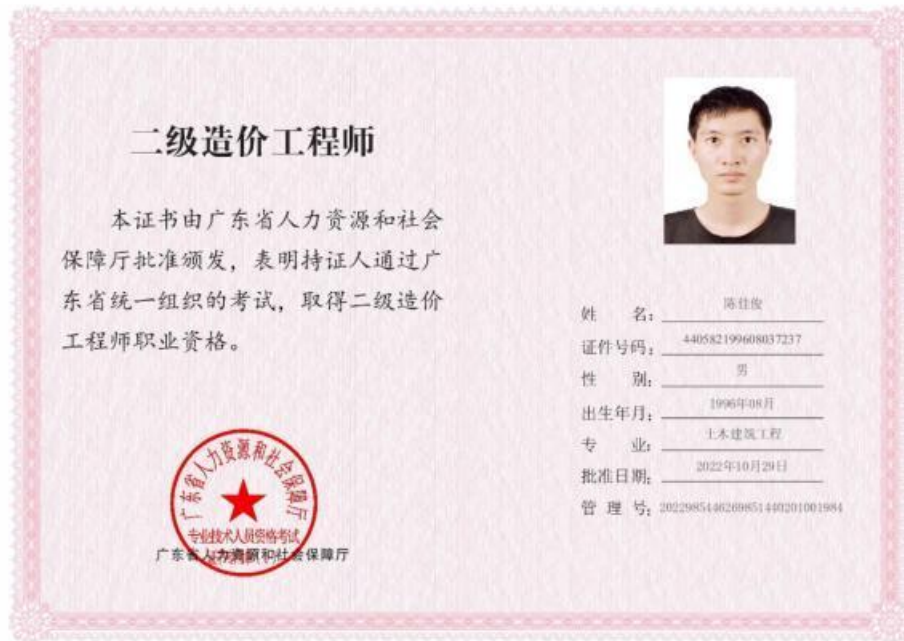 二级造价工程师
本证书由广东省人力资源和社会
保障厅批准颁发，表明持证人通过广
东省统一组织的考试，取得二级造价
工程师职业资格。
广东省人力资源和社会保障厅
专业技术人员资格考试
广东省人力资源和社会保障厅
姓 名：陈佳俊
证件号码：440582199608037237
性 别：男
出生年月：1996年08月
专 业：土木建筑工程
批准日期：2022年10月29日
管 理 号：20229854462698514402010019​84